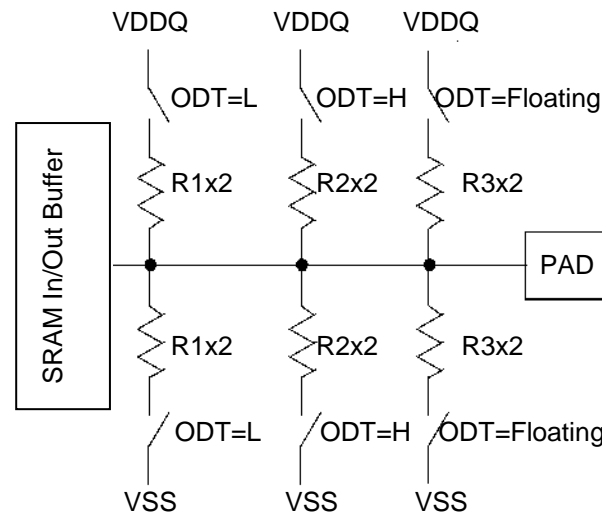 VDDQ VDDQ VDDQ
ODT=L ODT=H ODT=Floating
R1x2 R2x2 R3x2
SRAM In/Out Buffer
PAD
R1x2 R2x2 R3x2
ODT=L ODT=H ODT=Floating
VSS VSS VSS